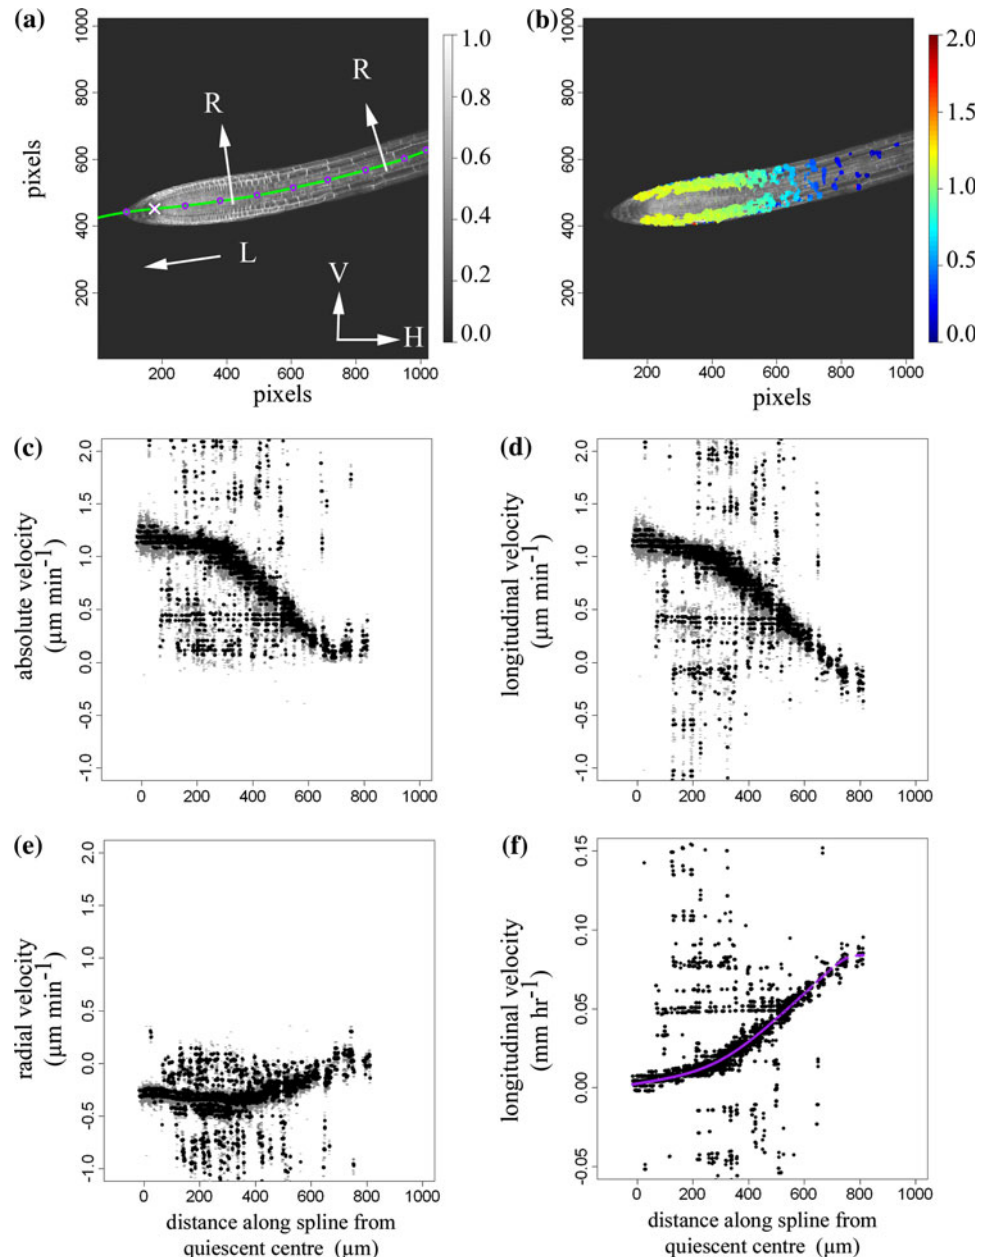 (a)
(b)
1000
800
600
400
200
pixels
R
R
L
V
H
200 400 600 800 1000
pixels
1.0
0.8
0.6
0.4
0.2
0.0
1000
800
600
400
200
200 400 600 800 1000
pixels
2.0
1.5
1.0
0.5
0.0
(c)
absolute velocity
(µm min-1)
2.0
1.5
1.0
0.5
0.0
-0.5
-1.0
0 200 400 600 800 1000
(d)
longitudinal velocity
(µm min-1)
2.0
1.5
1.0
0.5
0.0
-0.5
-1.0
0 200 400 600 800 1000
(e)
radial velocity
(µm min-1)
2.0
1.5
1.0
0.5
0.0
-0.5
-1.0
0 200 400 600 800 1000
distance along spline from
quiescent centre (µm)
(f)
longitudinal velocity
(mm hr-1)
0.15
0.10
0.05
0.00
-0.05
0 200 400 600 800 1000
distance along spline from
quiescent centre (µm)